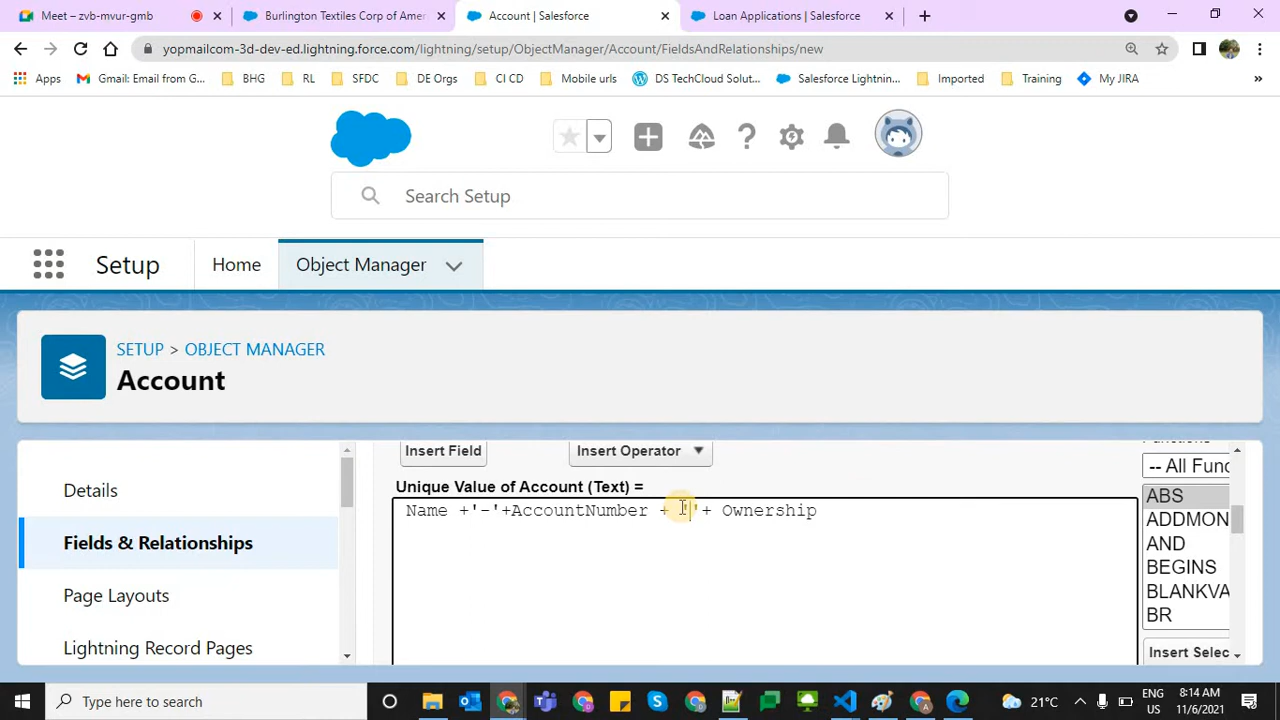 Meet – zvb-mvur-gmb
Burlington Textiles Corp of Amer
Account | Salesforce
Loan Applications | Salesforce
yopmailcom-3d-dev-ed.lightning.force.com/lightning/setup/ObjectManager/Account/FieldsAndRelationships/new
Apps
Gmail: Email from G...
BHG
RL
SFDC
DE Orgs
CI CD
Mobile urls
DS TechCloud Solut...
Salesforce Lightnin...
Imported
Training
My JIRA
»
Search Setup
Setup
Home
Object Manager
SETUP > OBJECT MANAGER
Account
Details
Fields & Relationships
Page Layouts
Lightning Record Pages
Insert Field
Insert Operator
Unique Value of Account (Text) =
Name +'-'+AccountNumber + ''+ Ownership
-- All Func
ABS
ADDMON
AND
BEGINS
BLANKVA
BR
Insert Selec
Type here to search
21°C
ENG
US
8:14 AM
11/6/2021